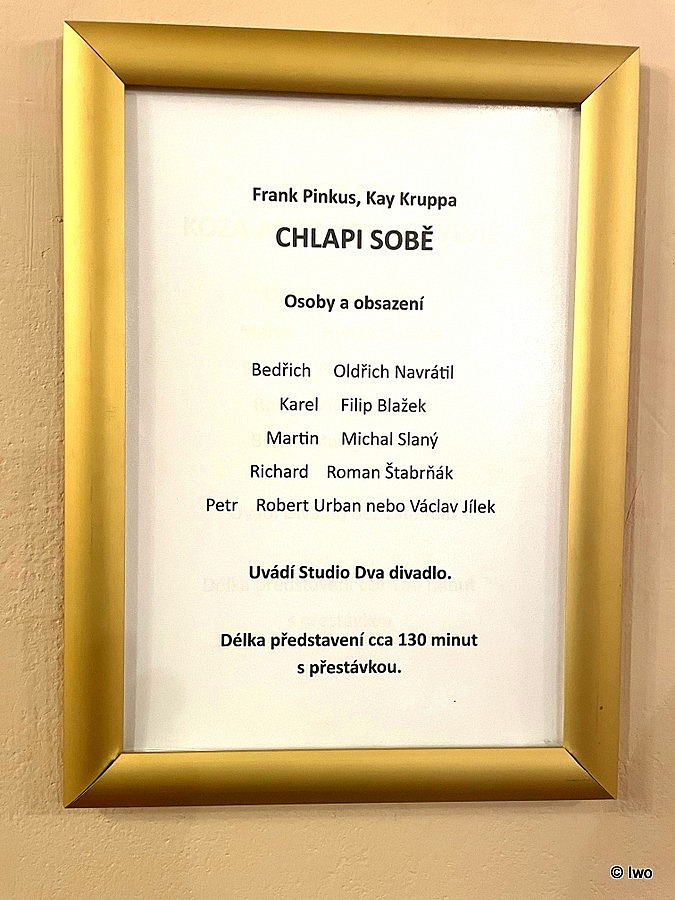 Frank Pinkus, Kay Kruppa
CHLAPI SOBĚ
Osoby a obsazení
Bedřich Oldřich Navrátil
Karel Filip Blažek
Martin Michal Slaný
Richard Roman Štabrňák
Petr Robert Urban nebo Václav Jílek
Uvádí Studio Dva divadlo.
Délka představení cca 130 minut
s přestávkou.
© Iwo